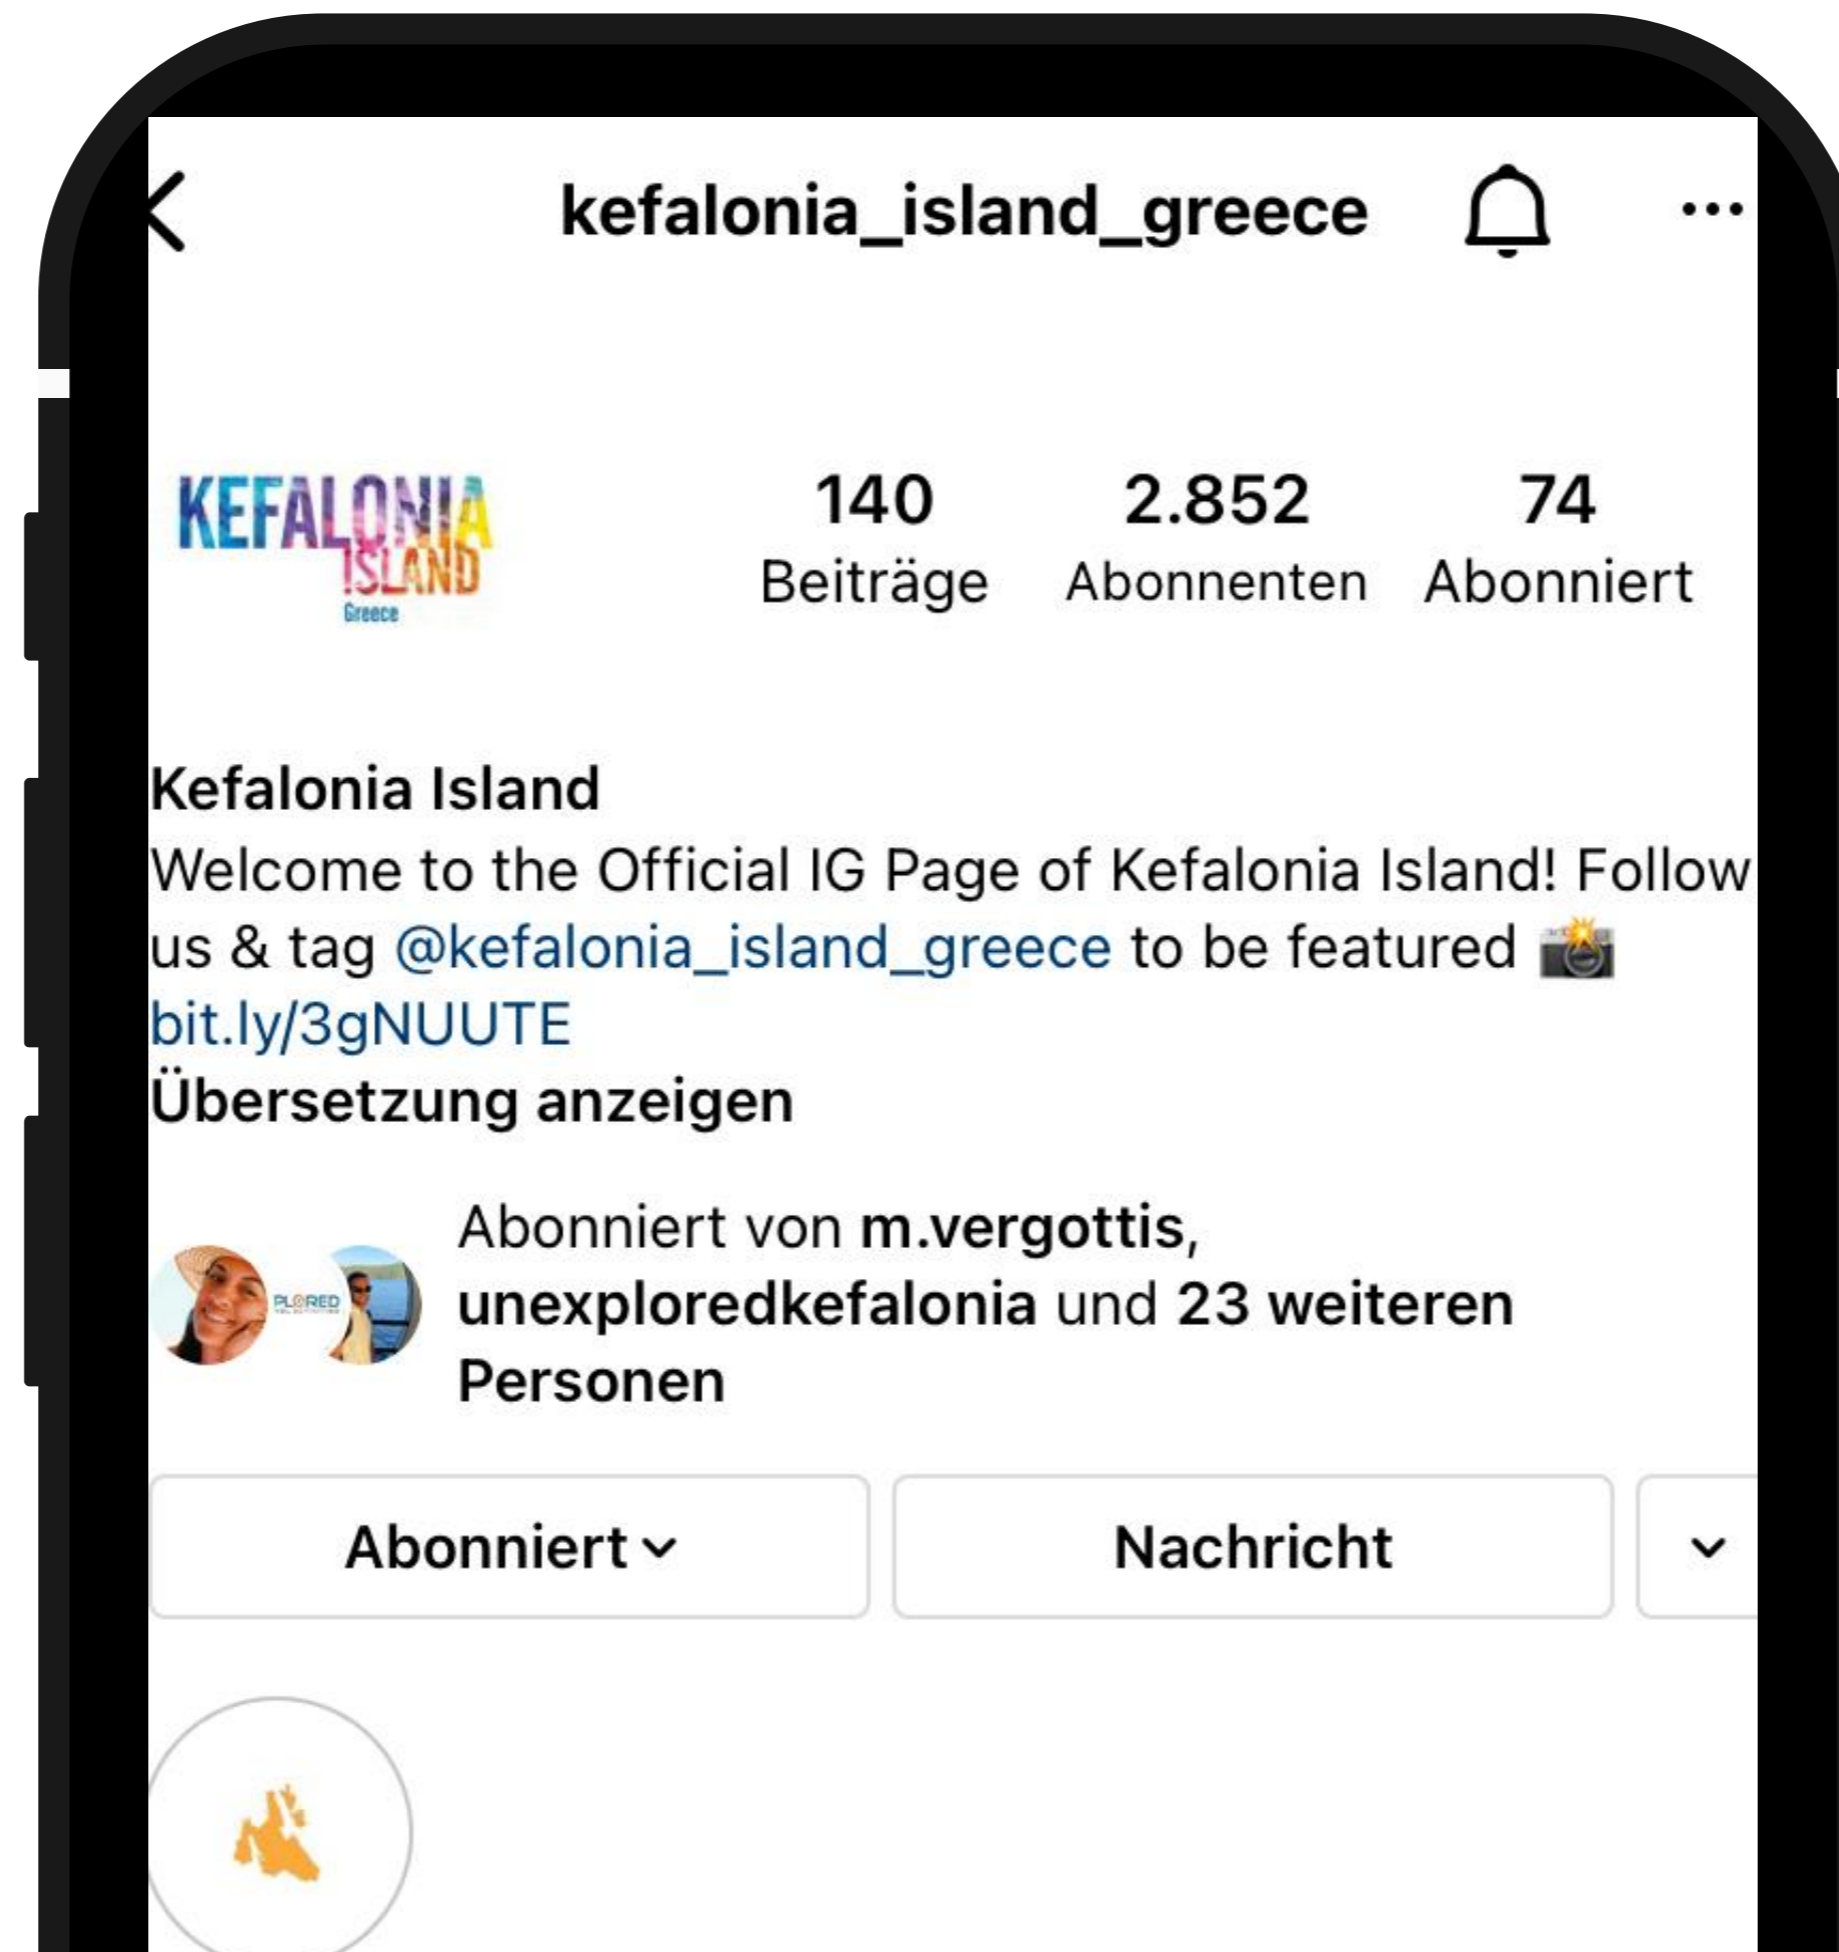 kefalonia_island_greece
KEFALONIA
ISLAND
Greece
140
Beiträge
2.852
Abonnenten
74
Abonniert
Kefalonia Island
Welcome to the Official IG Page of Kefalonia Island! Follow
us & tag @kefalonia_island_greece to be featured 📸
bit.ly/3gNUUTE
Übersetzung anzeigen
PLORED
Abonniert von m.vergottis,
unexploredkefalonia und 23 weiteren
Personen
Abonniert
Nachricht